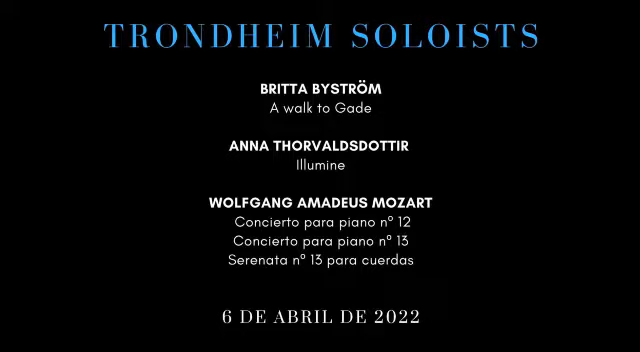 TRONDHEIM SOLOISTS
BRITTA BYSTRÖM
A walk to Gade
ANNA THORVALDSDOTTIR
Illumine
WOLFGANG AMADEUS MOZART
Concierto para piano nº 12
Concierto para piano nº 13
Serenata nº 13 para cuerdas
6 DE ABRIL DE 2022